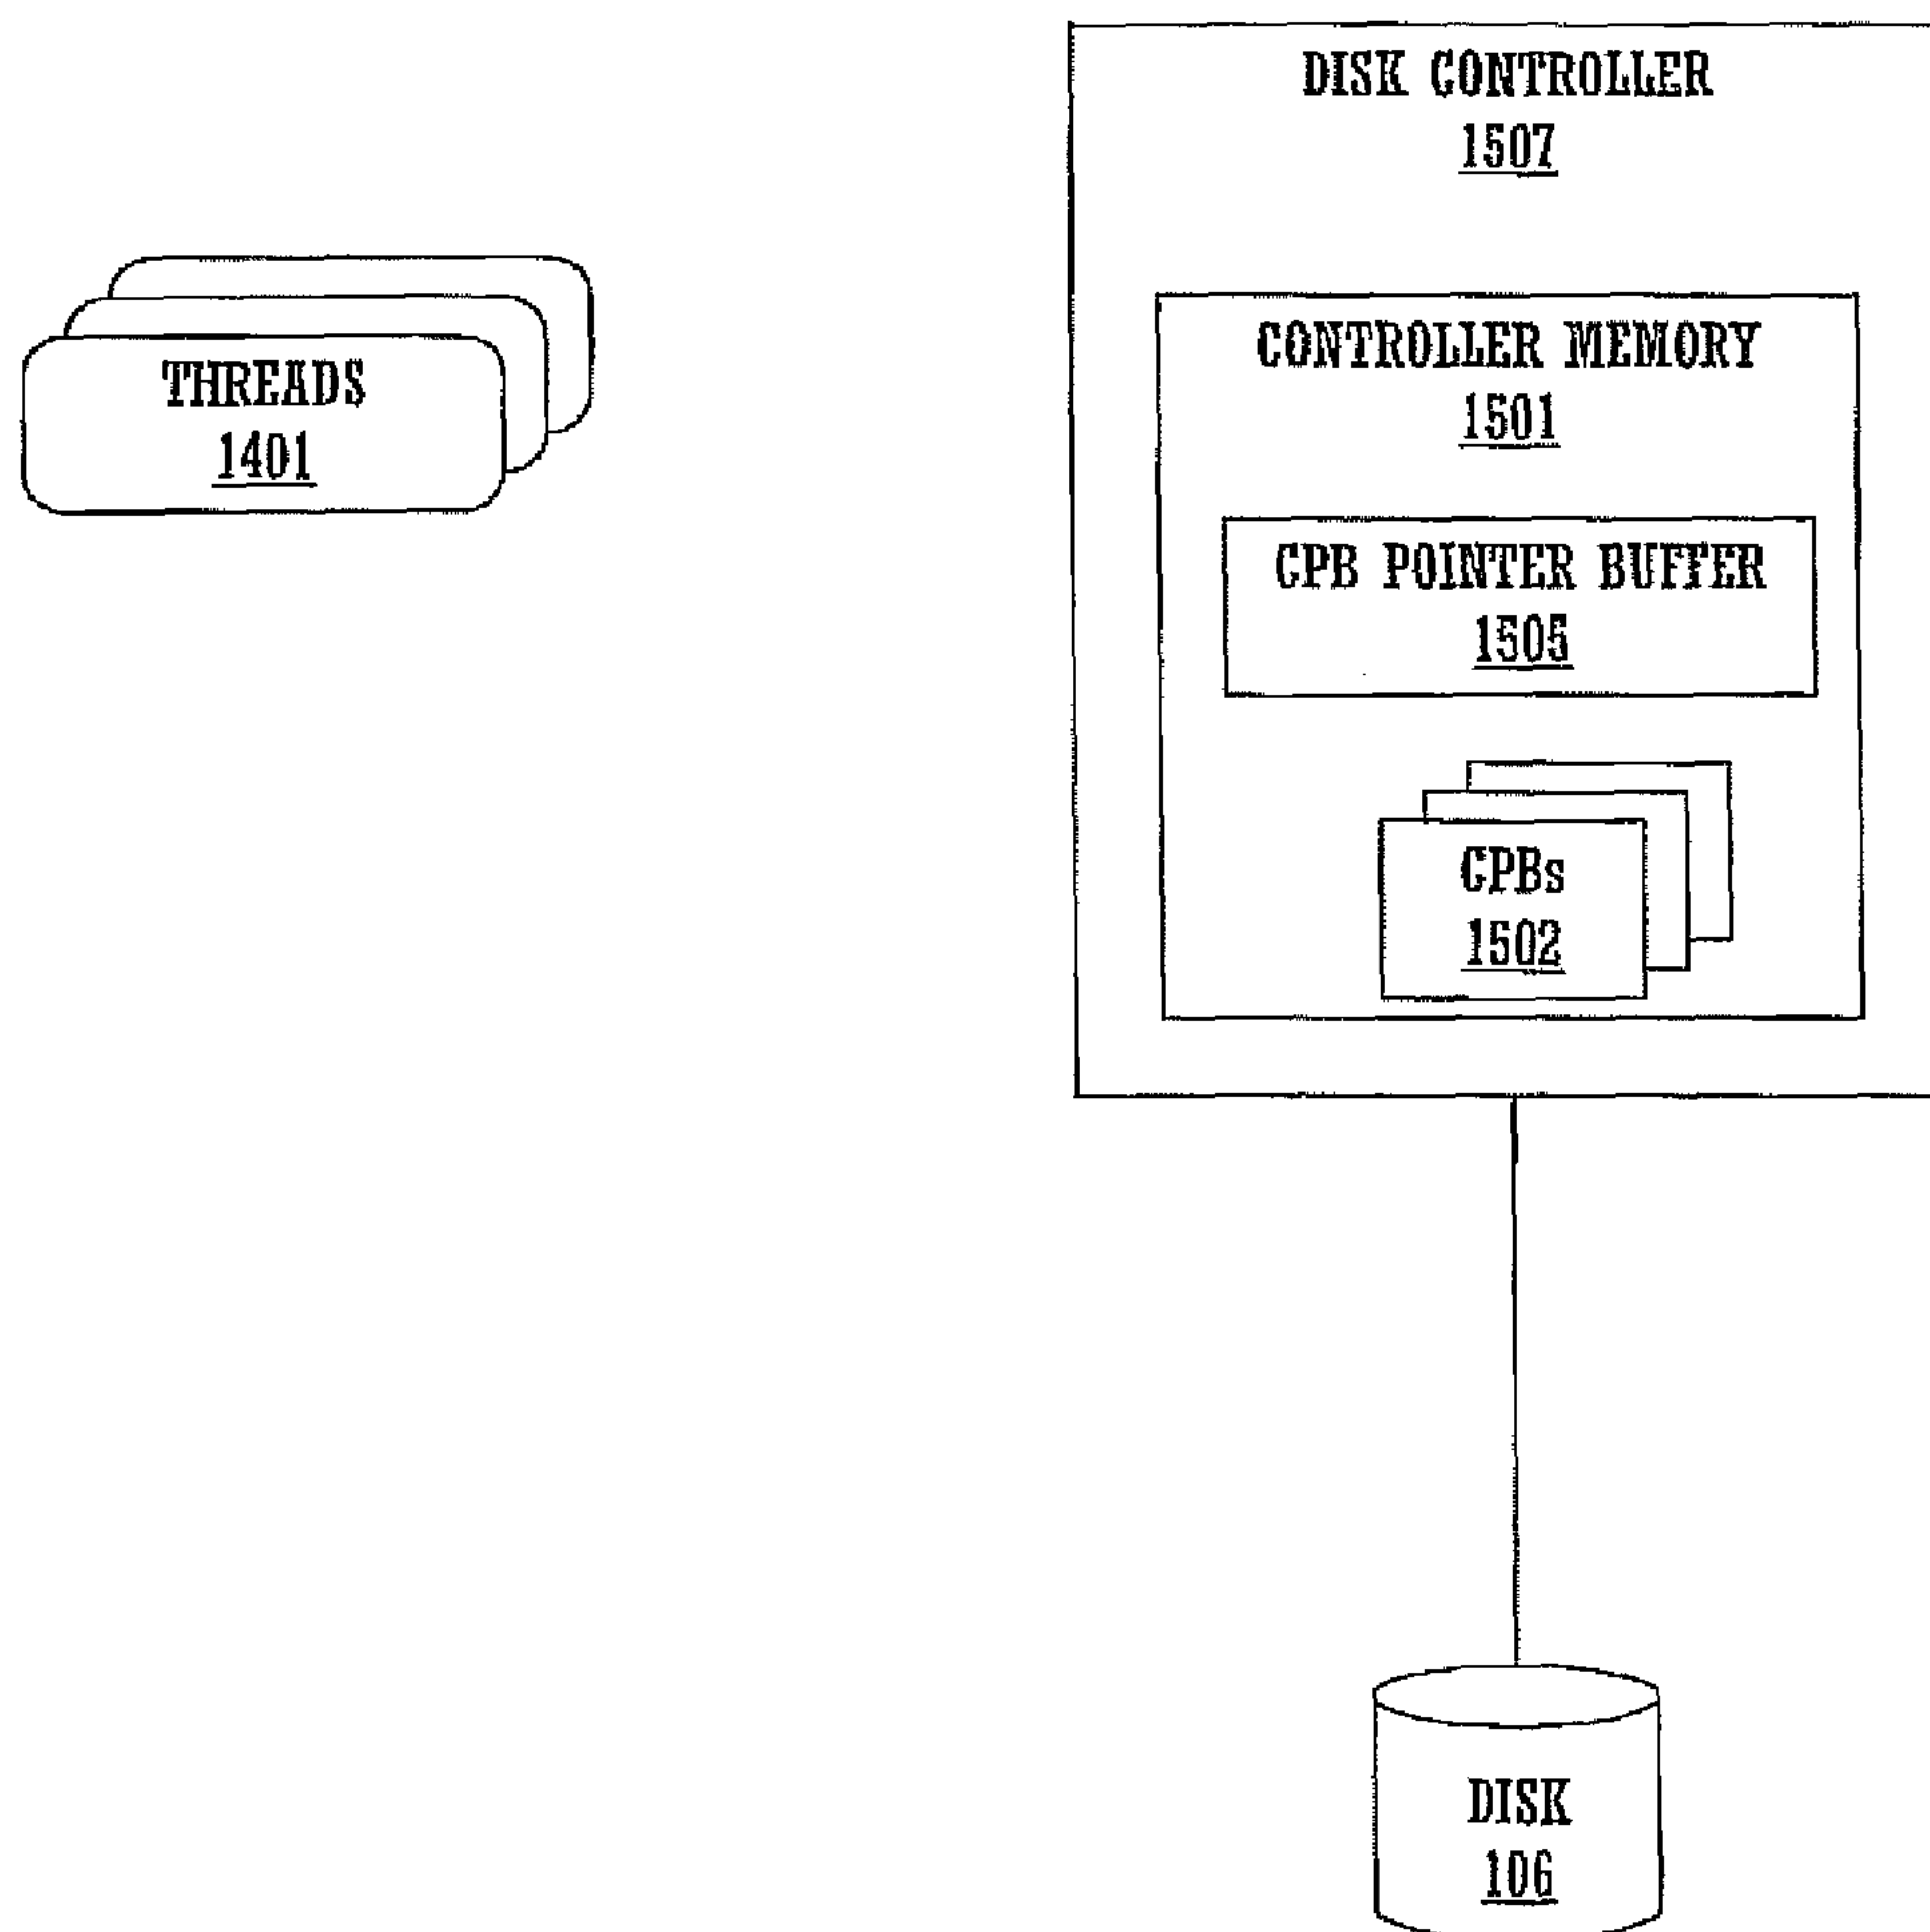 DISK CONTROLLER
1507
THREADS
1401
CONTROLLER MEMORY
1501
CPB POINTER BUFFER
1505
CPBs
1502
DISK
106